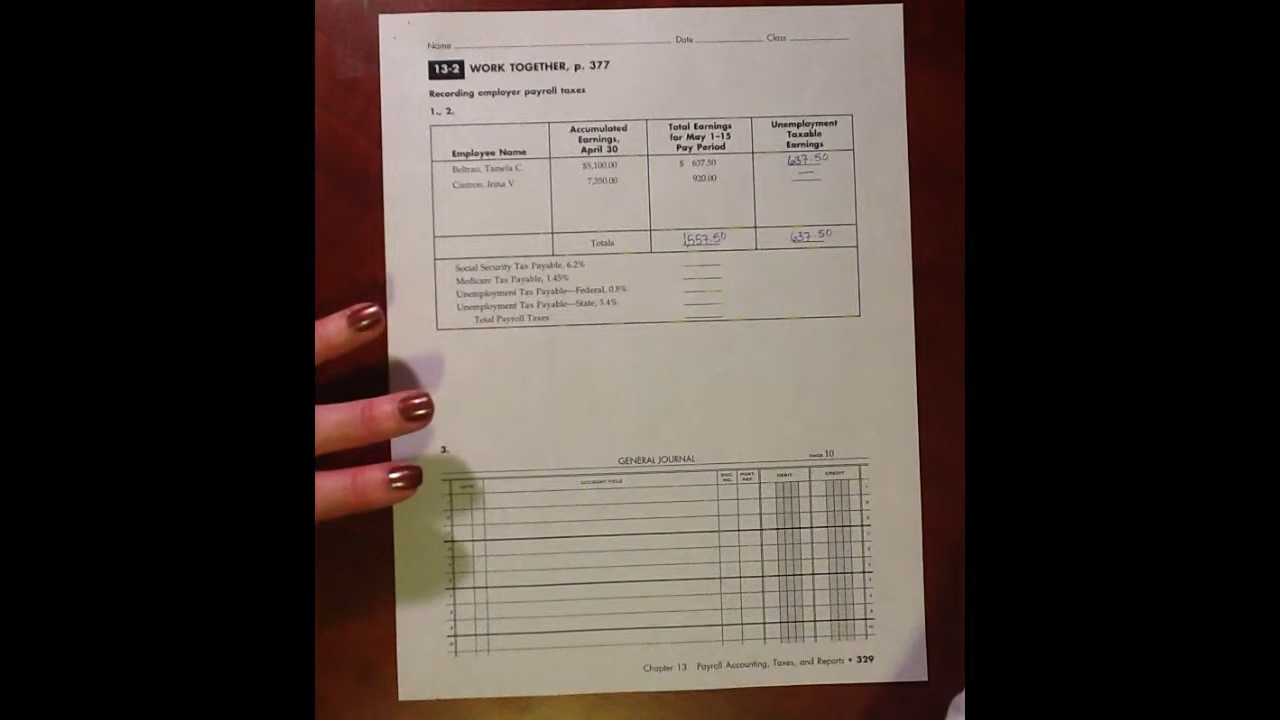 Name Date Class
13-2 WORK TOGETHER, p. 377
Recording employer payroll taxes
1., 2.
Employee Name Accumulated Earnings, April 30 Total Earnings for May 1–15 Pay Period Unemployment Taxable Earnings
Beltran, Tamela C. $5,100.00 $ 637.50 637.50
Cintron, Irina V. 7,350.00 920.00 —
Totals 1,557.50 637.50
Social Security Tax Payable, 6.2%
Medicare Tax Payable, 1.45%
Unemployment Tax Payable—Federal, 0.8%
Unemployment Tax Payable—State, 5.4%
Total Payroll Taxes
3.
GENERAL JOURNAL PAGE 10
DATE ACCOUNT TITLE DOC. NO. POST. REF. DEBIT CREDIT
Chapter 13 Payroll Accounting, Taxes, and Reports • 329